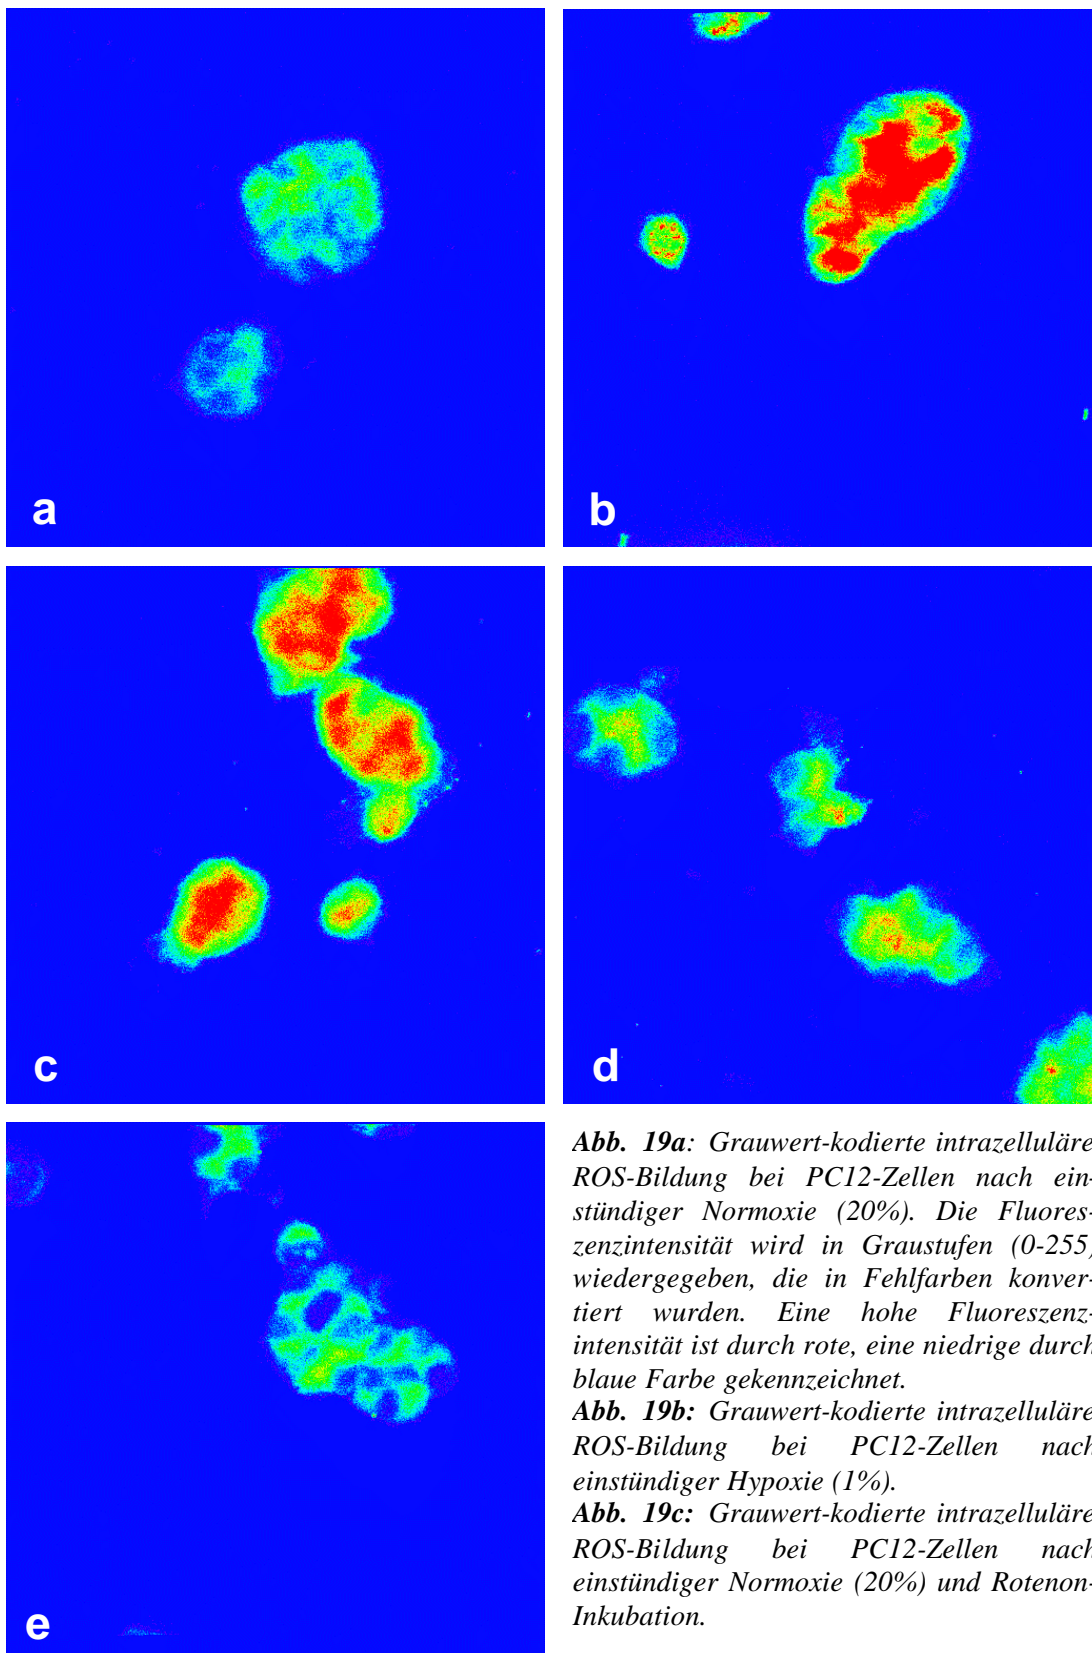 a
b
c
d
e
Abb. 19a: Grauwert-kodierte intrazelluläre
ROS-Bildung bei PC12-Zellen nach ein-
stündiger Normoxie (20%). Die Fluores-
zenzintensität wird in Graustufen (0-255)
wiedergegeben, die in Fehlfarben konver-
tiert wurden. Eine hohe Fluoreszenz-
intensität ist durch rote, eine niedrige durch
blaue Farbe gekennzeichnet.
Abb. 19b: Grauwert-kodierte intrazelluläre
ROS-Bildung bei PC12-Zellen nach
einstündiger Hypoxie (1%).
Abb. 19c: Grauwert-kodierte intrazelluläre
ROS-Bildung bei PC12-Zellen nach
einstündiger Normoxie (20%) und Rotenon-
Inkubation.